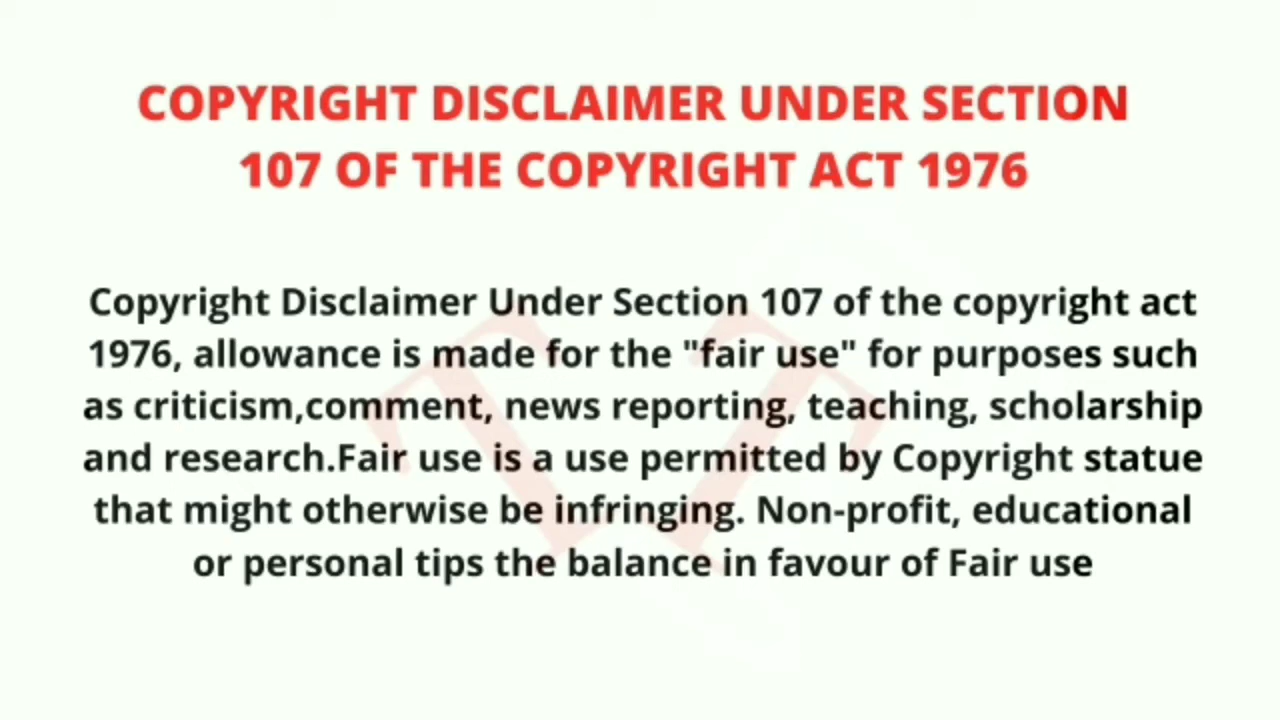 COPYRIGHT DISCLAIMER UNDER SECTION
107 OF THE COPYRIGHT ACT 1976
Copyright Disclaimer Under Section 107 of the copyright act
1976, allowance is made for the "fair use" for purposes such
as criticism,comment, news reporting, teaching, scholarship
and research.Fair use is a use permitted by Copyright statue
that might otherwise be infringing. Non-profit, educational
or personal tips the balance in favour of Fair use
TT